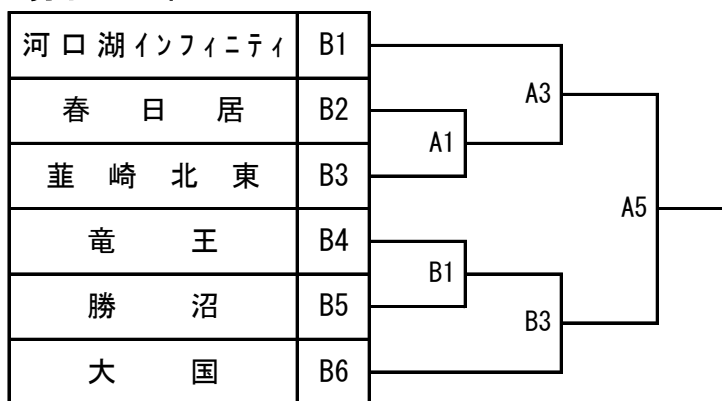 河口湖インフィニティ B1
春日居 B2
韮崎北東 B3
竜王 B4
勝沼 B5
大国 B6
A1
B1
A3
B3
A5